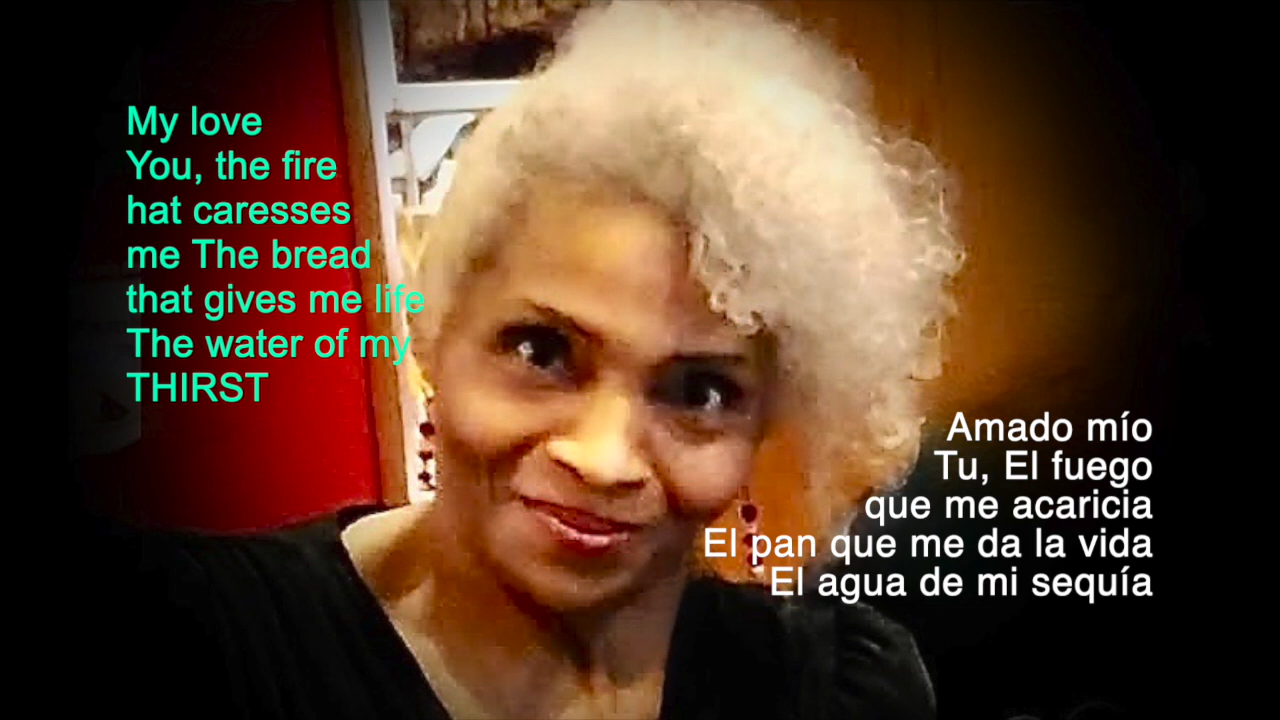 My love
You, the fire
hat caresses
me The bread
that gives me life
The water of my
THIRST
Amado mío
Tu, El fuego
que me acaricia
El pan que me da la vida
El agua de mi sequía